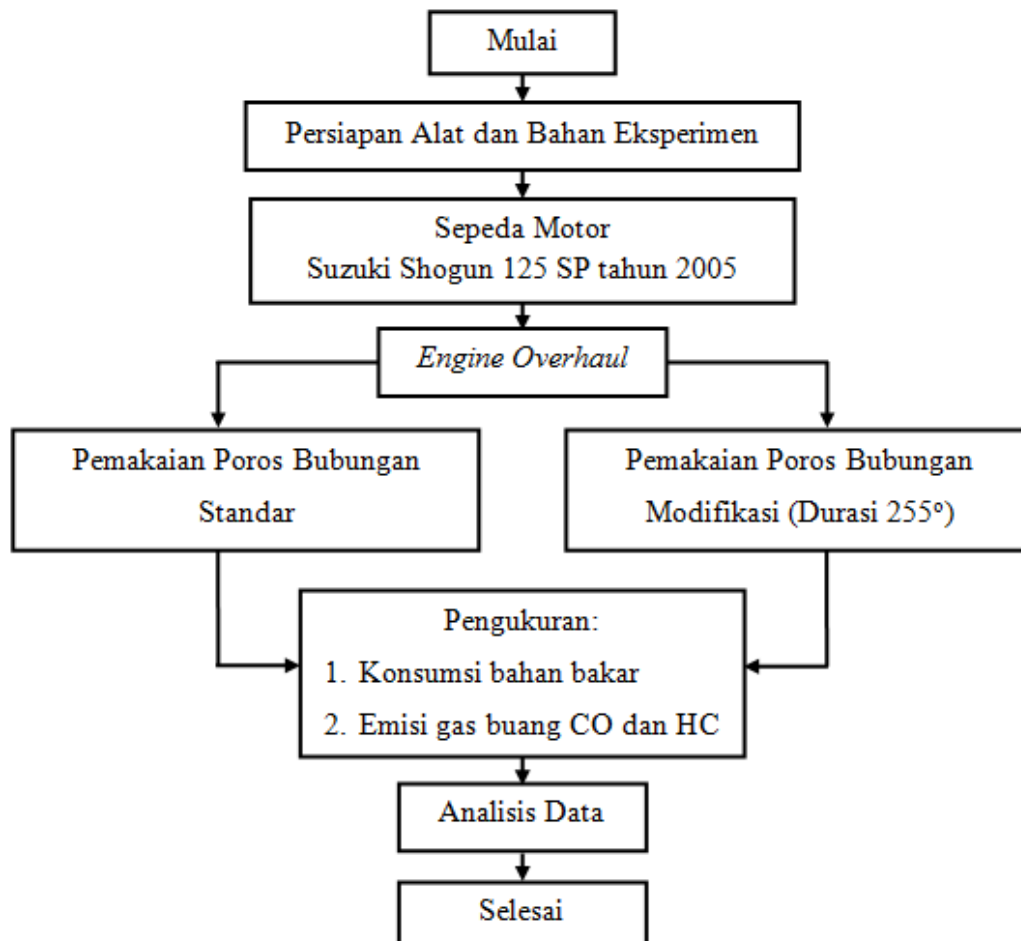 Mulai
Persiapan Alat dan Bahan Eksperimen
Sepeda Motor
Suzuki Shogun 125 SP tahun 2005
Engine Overhaul
Pemakaian Poros Bubungan
Standar
Pemakaian Poros Bubungan
Modifikasi (Durasi 255°)
Pengukuran:
1. Konsumsi bahan bakar
2. Emisi gas buang CO dan HC
Analisis Data
Selesai